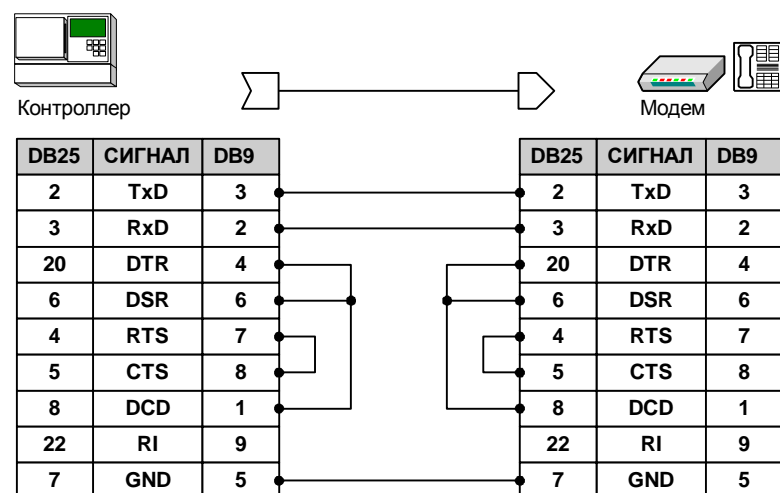 Контроллер
Модем
DB25 СИГНАЛ DB9 DB25 СИГНАЛ DB9
2 TxD 3 2 TxD 3
3 RxD 2 3 RxD 2
20 DTR 4 20 DTR 4
6 DSR 6 6 DSR 6
4 RTS 7 4 RTS 7
5 CTS 8 5 CTS 8
8 DCD 1 8 DCD 1
22 RI 9 22 RI 9
7 GND 5 7 GND 5